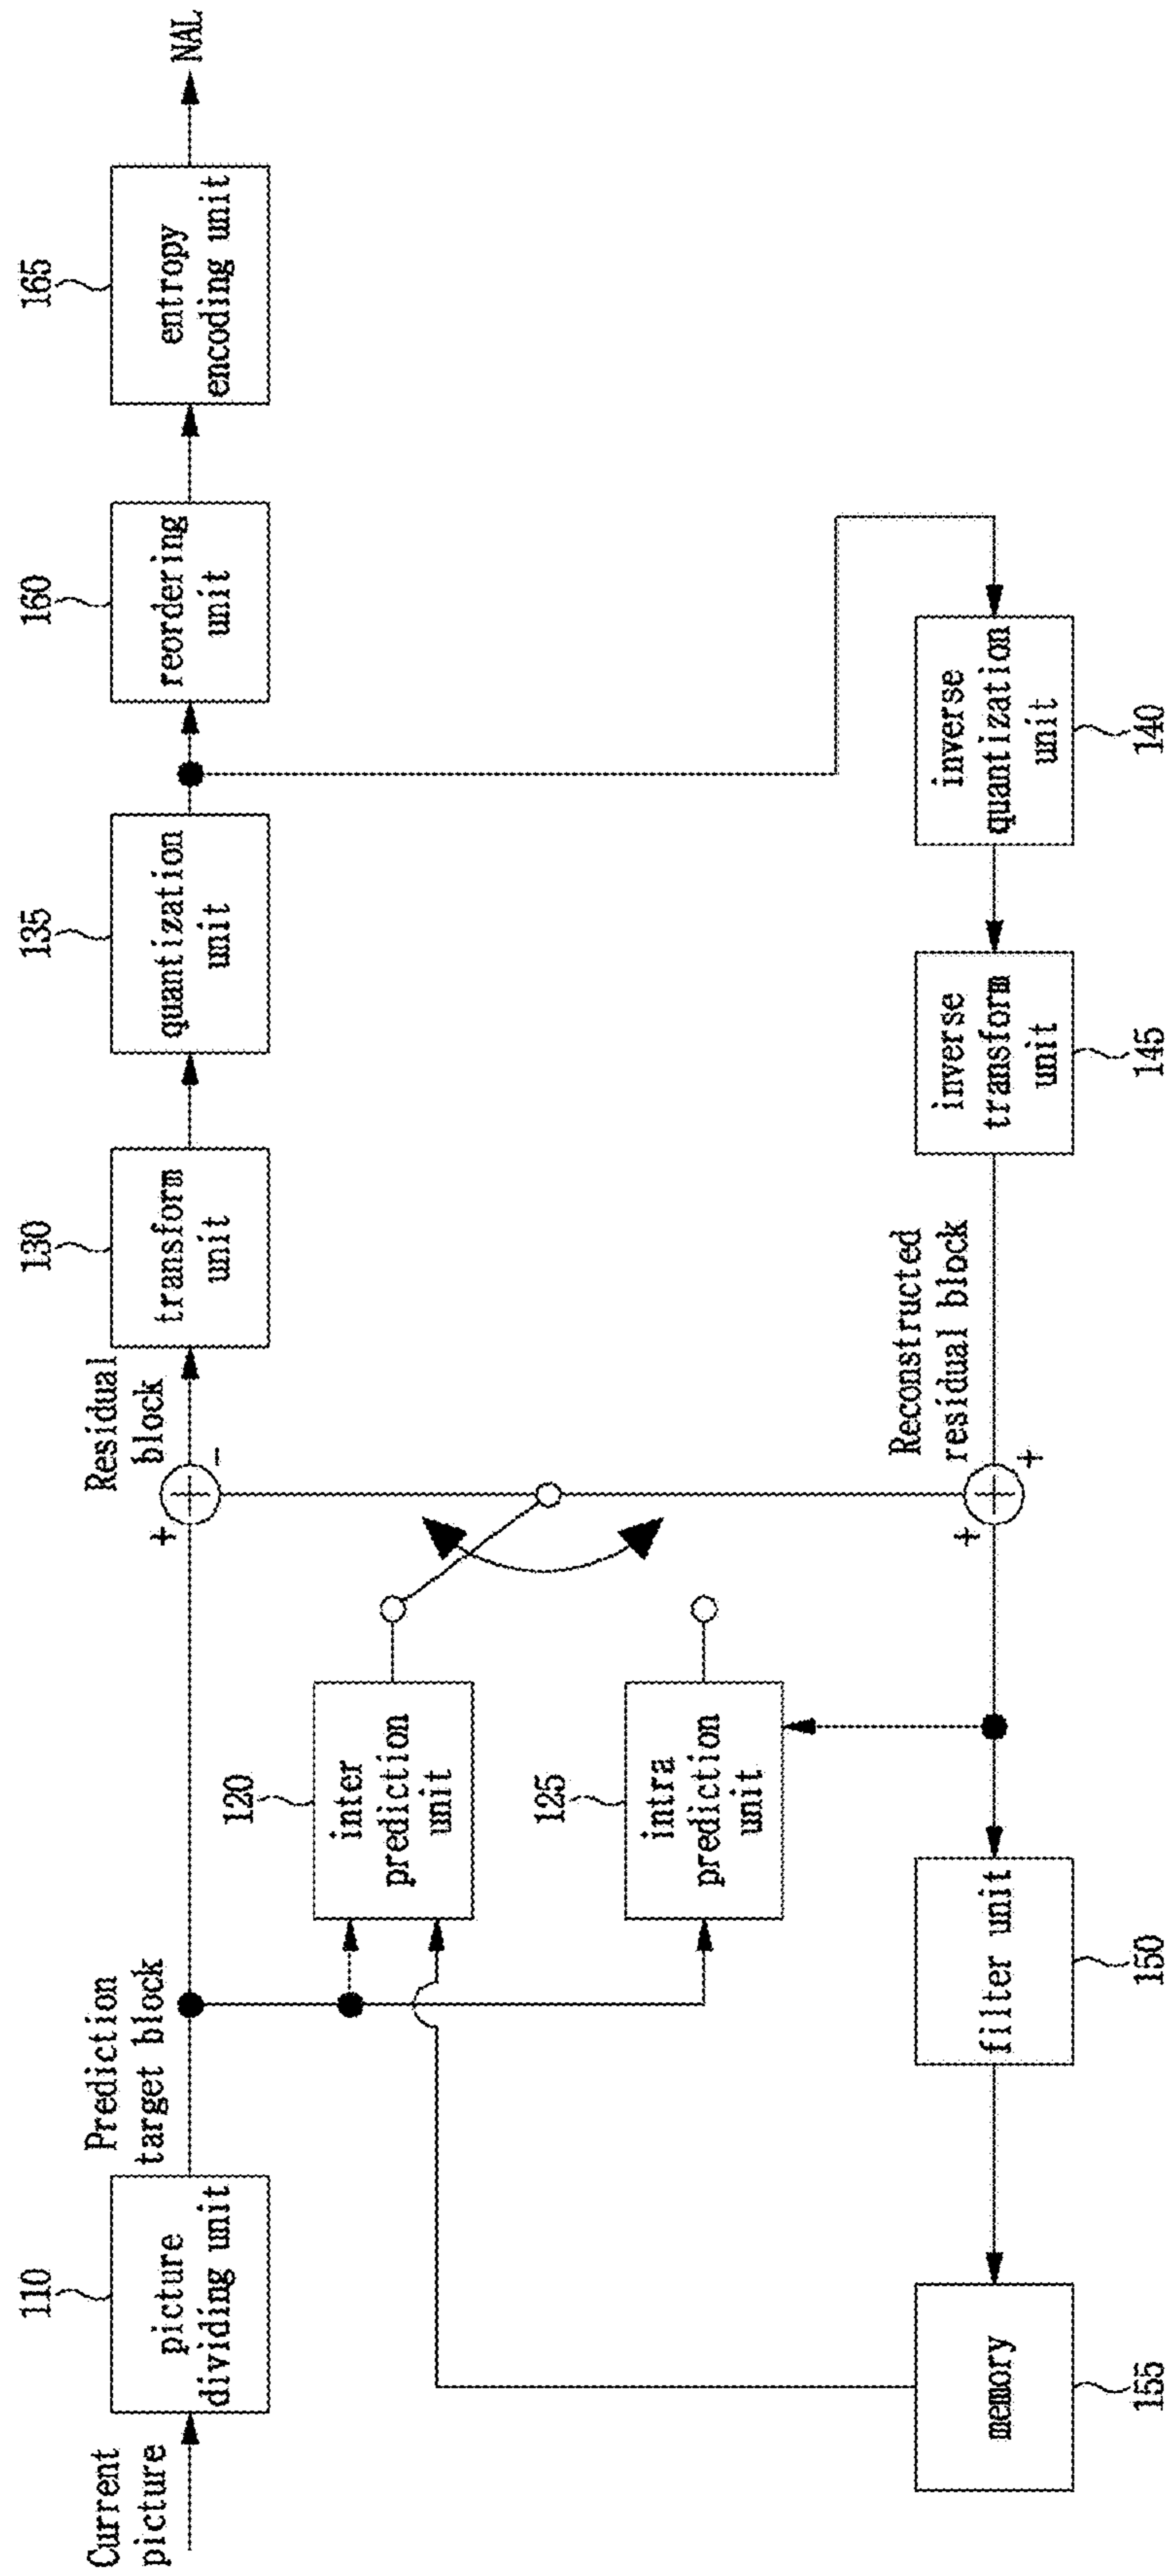 110
130
135
160
165
Current
picture
picture
dividing unit
Prediction
target block
+
-
Residual
block
transform
unit
quantization
unit
reordering
unit
entropy
encoding unit
NAL
120
inter
prediction
unit
125
intra
prediction
unit
memory
155
filter unit
150
+
+
Reconstructed
residual block
inverse
transform
unit
145
inverse
quantization
unit
140